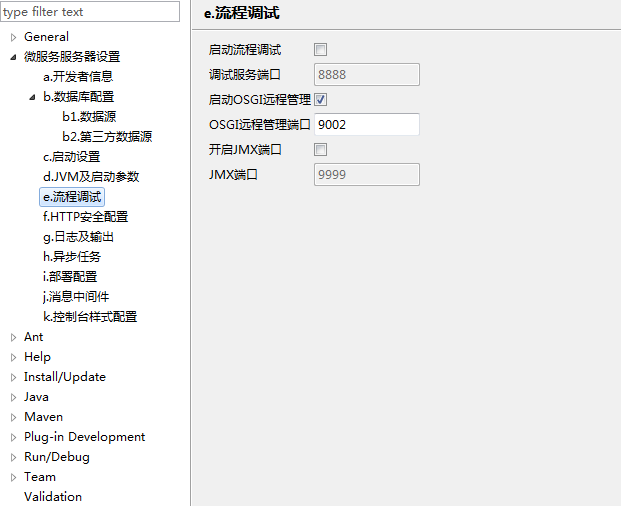 type filter text
General
微服务服务器设置
a.开发者信息
b.数据库配置
b1.数据源
b2.第三方数据源
c.启动设置
d.JVM及启动参数
e.流程调试
f.HTTP安全配置
g.日志及输出
h.异步任务
i.部署配置
j.消息中间件
k.控制台样式配置
Ant
Help
Install/Update
Java
Maven
Plug-in Development
Run/Debug
Team
Validation
e.流程调试
启动流程调试
调试服务端口 8888
启动OSGI远程管理
OSGI远程管理端口 9002
开启JMX端口
JMX端口 9999